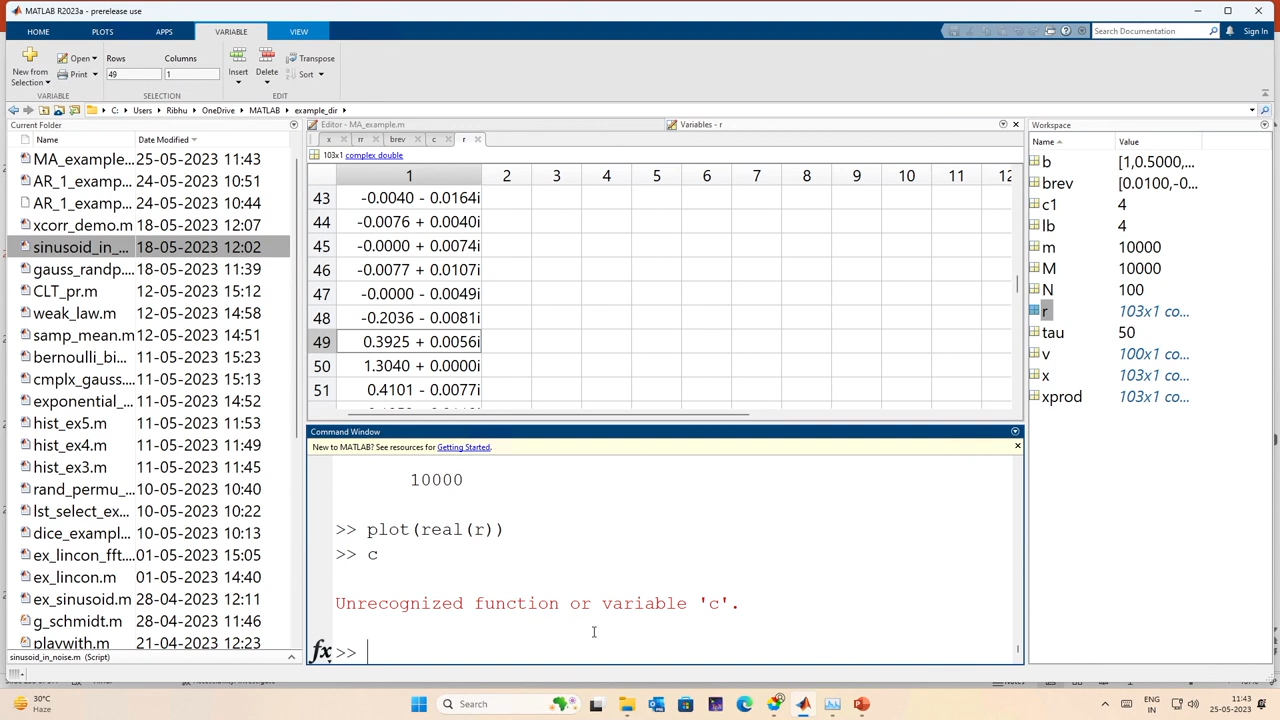 MATLAB R2023a - prerelease use
HOME PLOTS APPS VARIABLE VIEW
Search Documentation
Sign In
New from
Selection
Open
Print
Rows
49
Columns
1
Insert
Delete
Transpose
Sort
VARIABLE SELECTION EDIT
C: Users Ribhu OneDrive MATLAB example_dir
Current Folder
Name Date Modified
MA_example... 25-05-2023 11:43
AR_1_examp... 24-05-2023 10:51
AR_1_examp... 24-05-2023 10:44
xcorr_demo.m 18-05-2023 12:07
sinusoid_in_... 18-05-2023 12:02
gauss_randp... 18-05-2023 11:39
CLT_pr.m 12-05-2023 15:12
weak_law.m 12-05-2023 14:58
samp_mean.m 12-05-2023 14:51
bernoulli_bi... 11-05-2023 15:23
cmplx_gauss... 11-05-2023 15:13
exponential_... 11-05-2023 14:52
hist_ex5.m 11-05-2023 11:53
hist_ex4.m 11-05-2023 11:49
hist_ex3.m 11-05-2023 11:45
rand_permu_... 10-05-2023 10:40
lst_select_ex... 10-05-2023 10:22
dice_exampl... 10-05-2023 10:13
ex_lincon_fft... 01-05-2023 15:05
ex_lincon.m 01-05-2023 14:40
ex_sinusoid.m 28-04-2023 12:11
g_schmidt.m 28-04-2023 11:46
playwith.m 21-04-2023 12:23
sinusoid_in_noise.m (Script)
Editor - MA_example.m
Variables - r
x rr brev c r
103x1 complex double
1 2 3 4 5 6 7 8 9 10 11 12
43 -0.0040 - 0.0164i
44 -0.0076 + 0.0040i
45 -0.0000 + 0.0074i
46 -0.0077 + 0.0107i
47 -0.0000 - 0.0049i
48 -0.2036 - 0.0081i
49 0.3925 + 0.0056i
50 1.3040 + 0.0000i
51 0.4101 - 0.0077i
Command Window
New to MATLAB? See resources for Getting Started.
10000
>> plot(real(r))
>> c
Unrecognized function or variable 'c'.
fx >>
Workspace
Name Value
b [1,0.5000,...
brev [0.0100,-0...
c1 4
lb 4
m 10000
M 10000
N 100
r 103x1 co...
tau 50
v 100x1 co...
x 103x1 co...
xprod 103x1 co...
30°C
Haze
Search
ENG
IN
11:43
25-05-2023